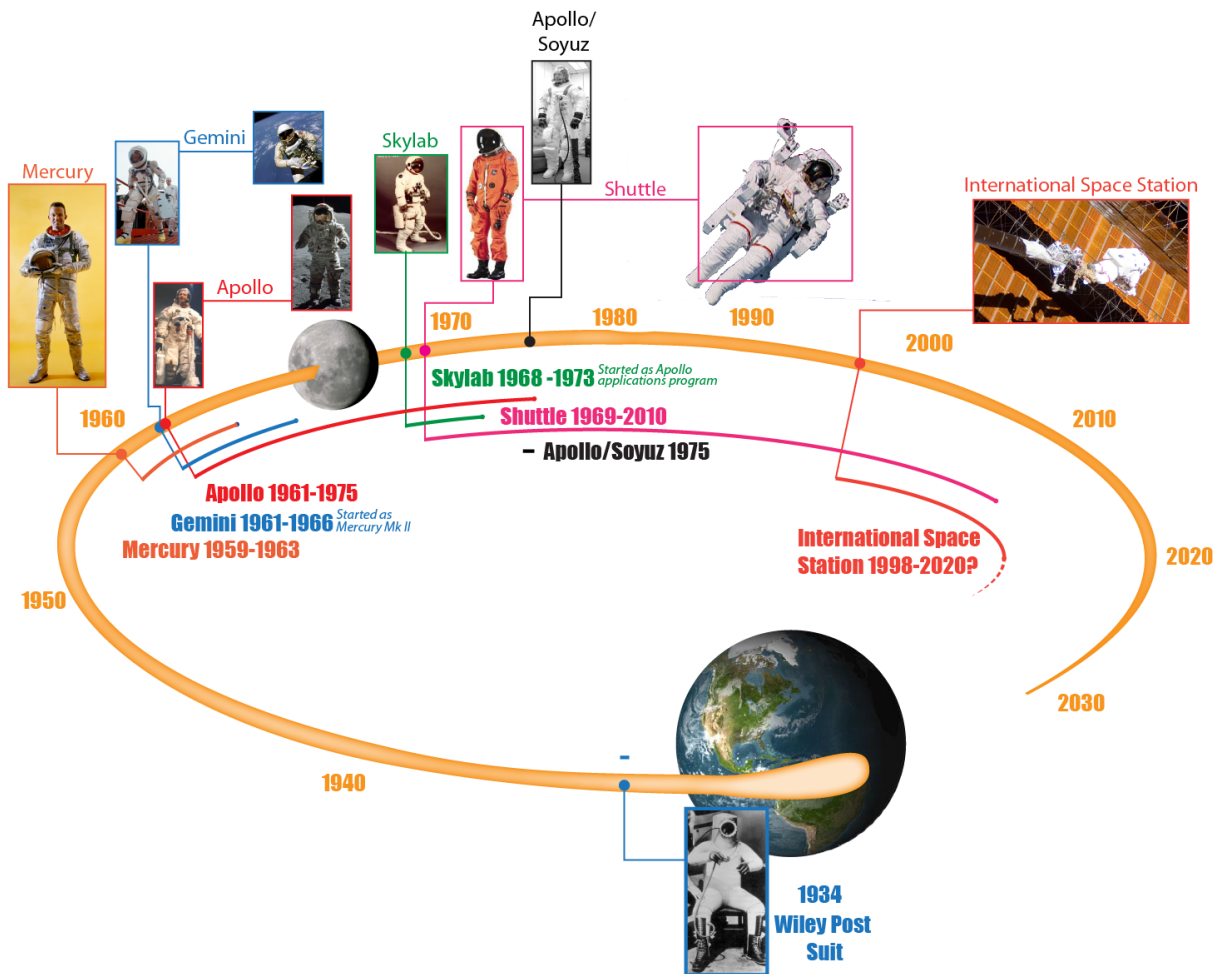 Apollo/
Soyuz
Gemini
Skylab
Mercury
Shuttle
International Space Station
Apollo
1970
1980
1990
2000
1960
2010
Skylab 1968 -1973
Started as Apollo
applications program
Shuttle 1969-2010
– Apollo/Soyuz 1975
Apollo 1961-1975
Gemini 1961-1966
Started as
Mercury Mk II
Mercury 1959-1963
International Space
Station 1998-2020?
2020
1950
2030
1940
1934
Wiley Post
Suit